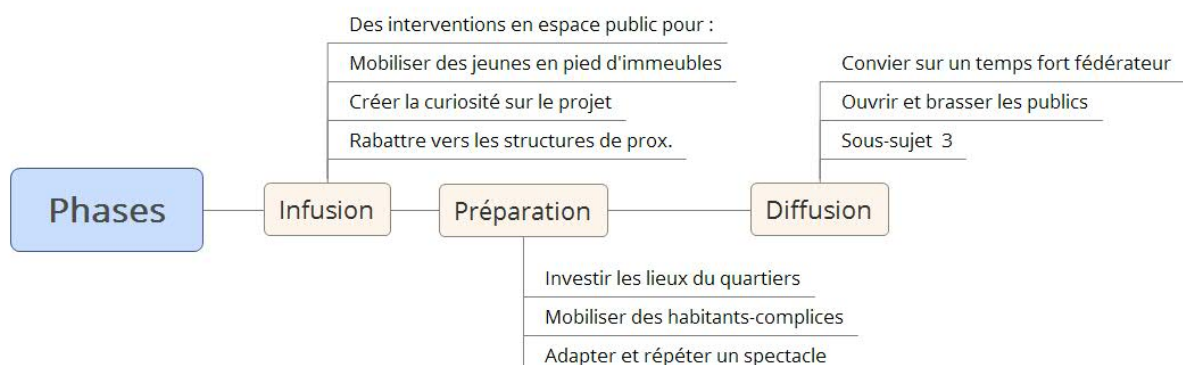 Des interventions en espace public pour :
Mobiliser des jeunes en pied d'immeubles
Créer la curiosité sur le projet
Rabattre vers les structures de prox.
Convier sur un temps fort fédérateur
Ouvrir et brasser les publics
Sous-sujet 3
Phases
Infusion
Préparation
Diffusion
Investir les lieux du quartiers
Mobiliser des habitants-complices
Adapter et répéter un spectacle